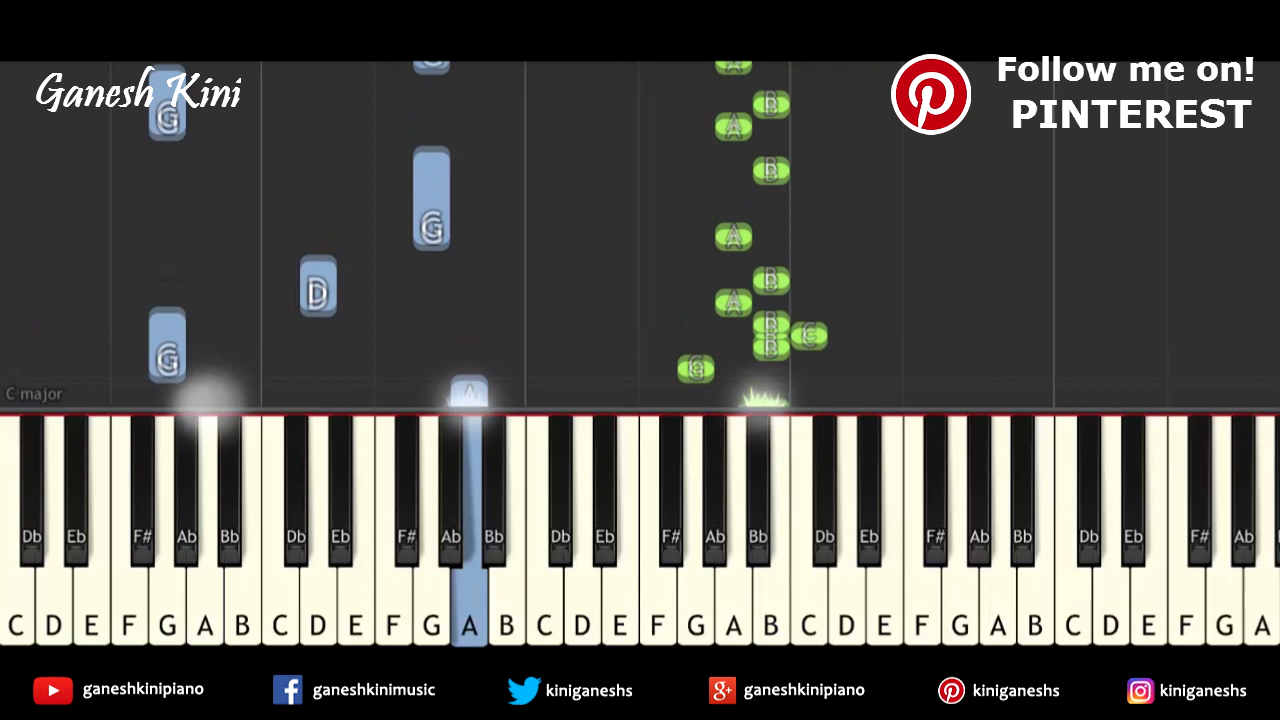 Ganesh Kini
Follow me on!
PINTEREST
G
A
B
A
B
G
A
B
D
A
B
C
B
G
G
A
C major
Db Eb F# Ab Bb Db Eb F# Ab Bb Db Eb F# Ab Bb Db Eb F# Ab Bb Db Eb F# Ab
C D E F G A B C D E F G A B C D E F G A B C D E F G A B C D E F G A
ganeshkinipiano ganeshkinimusic kiniganeshs g+ ganeshkinipiano kiniganeshs kiniganeshs